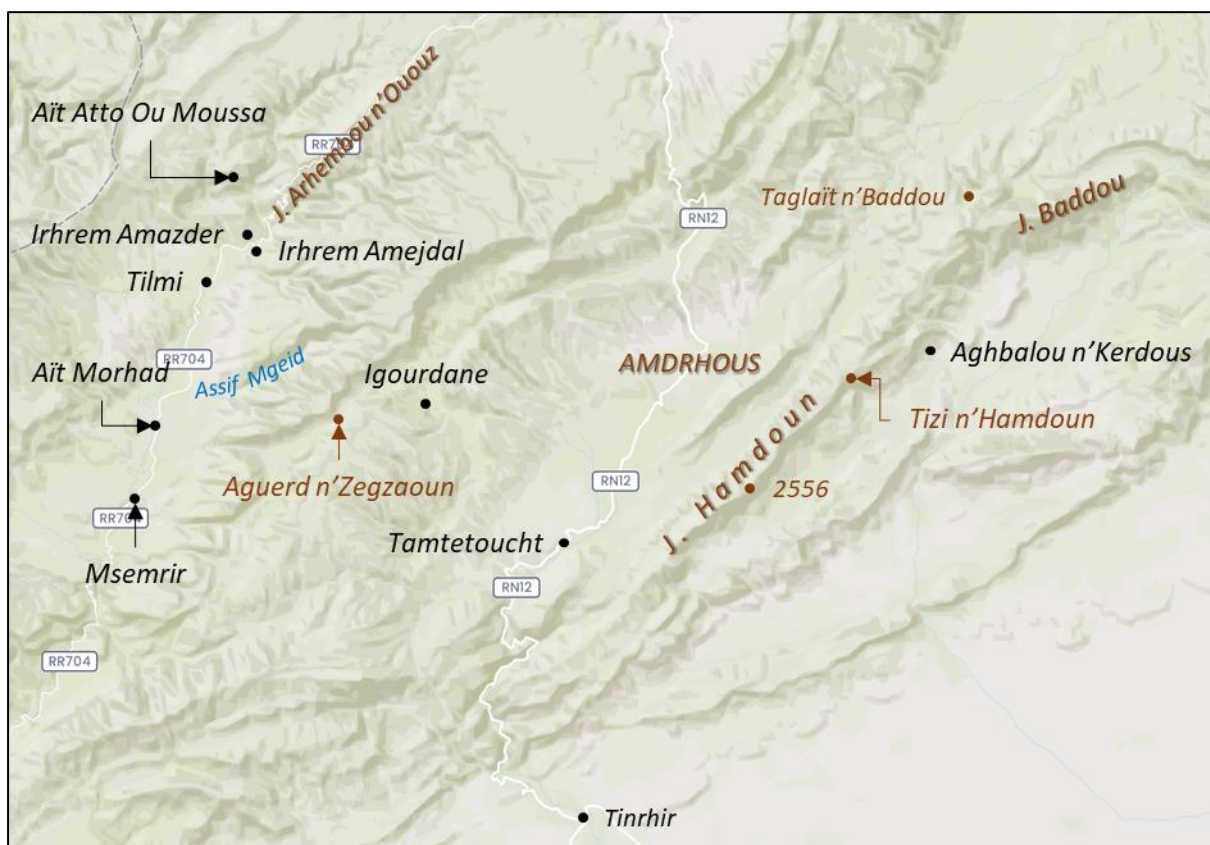 J. Arhembou n'Ououz
RR704
Aït Atto Ou Moussa
Taglaït n'Baddou
J. Baddou
RN12
Irhrem Amazder
Irhrem Amejdal
Tilmi
RR704
Aït Morhad
Assif Mgeid
Igourdane
AMDRHOUS
Aghbalou n'Kerdous
Tizi n'Hamdoun
J. Hamdoun
Aguerd n'Zegzaoun
RN12
2556
RR704
Msemrir
Tamtetoucht
RN12
RR704
Tinrhir